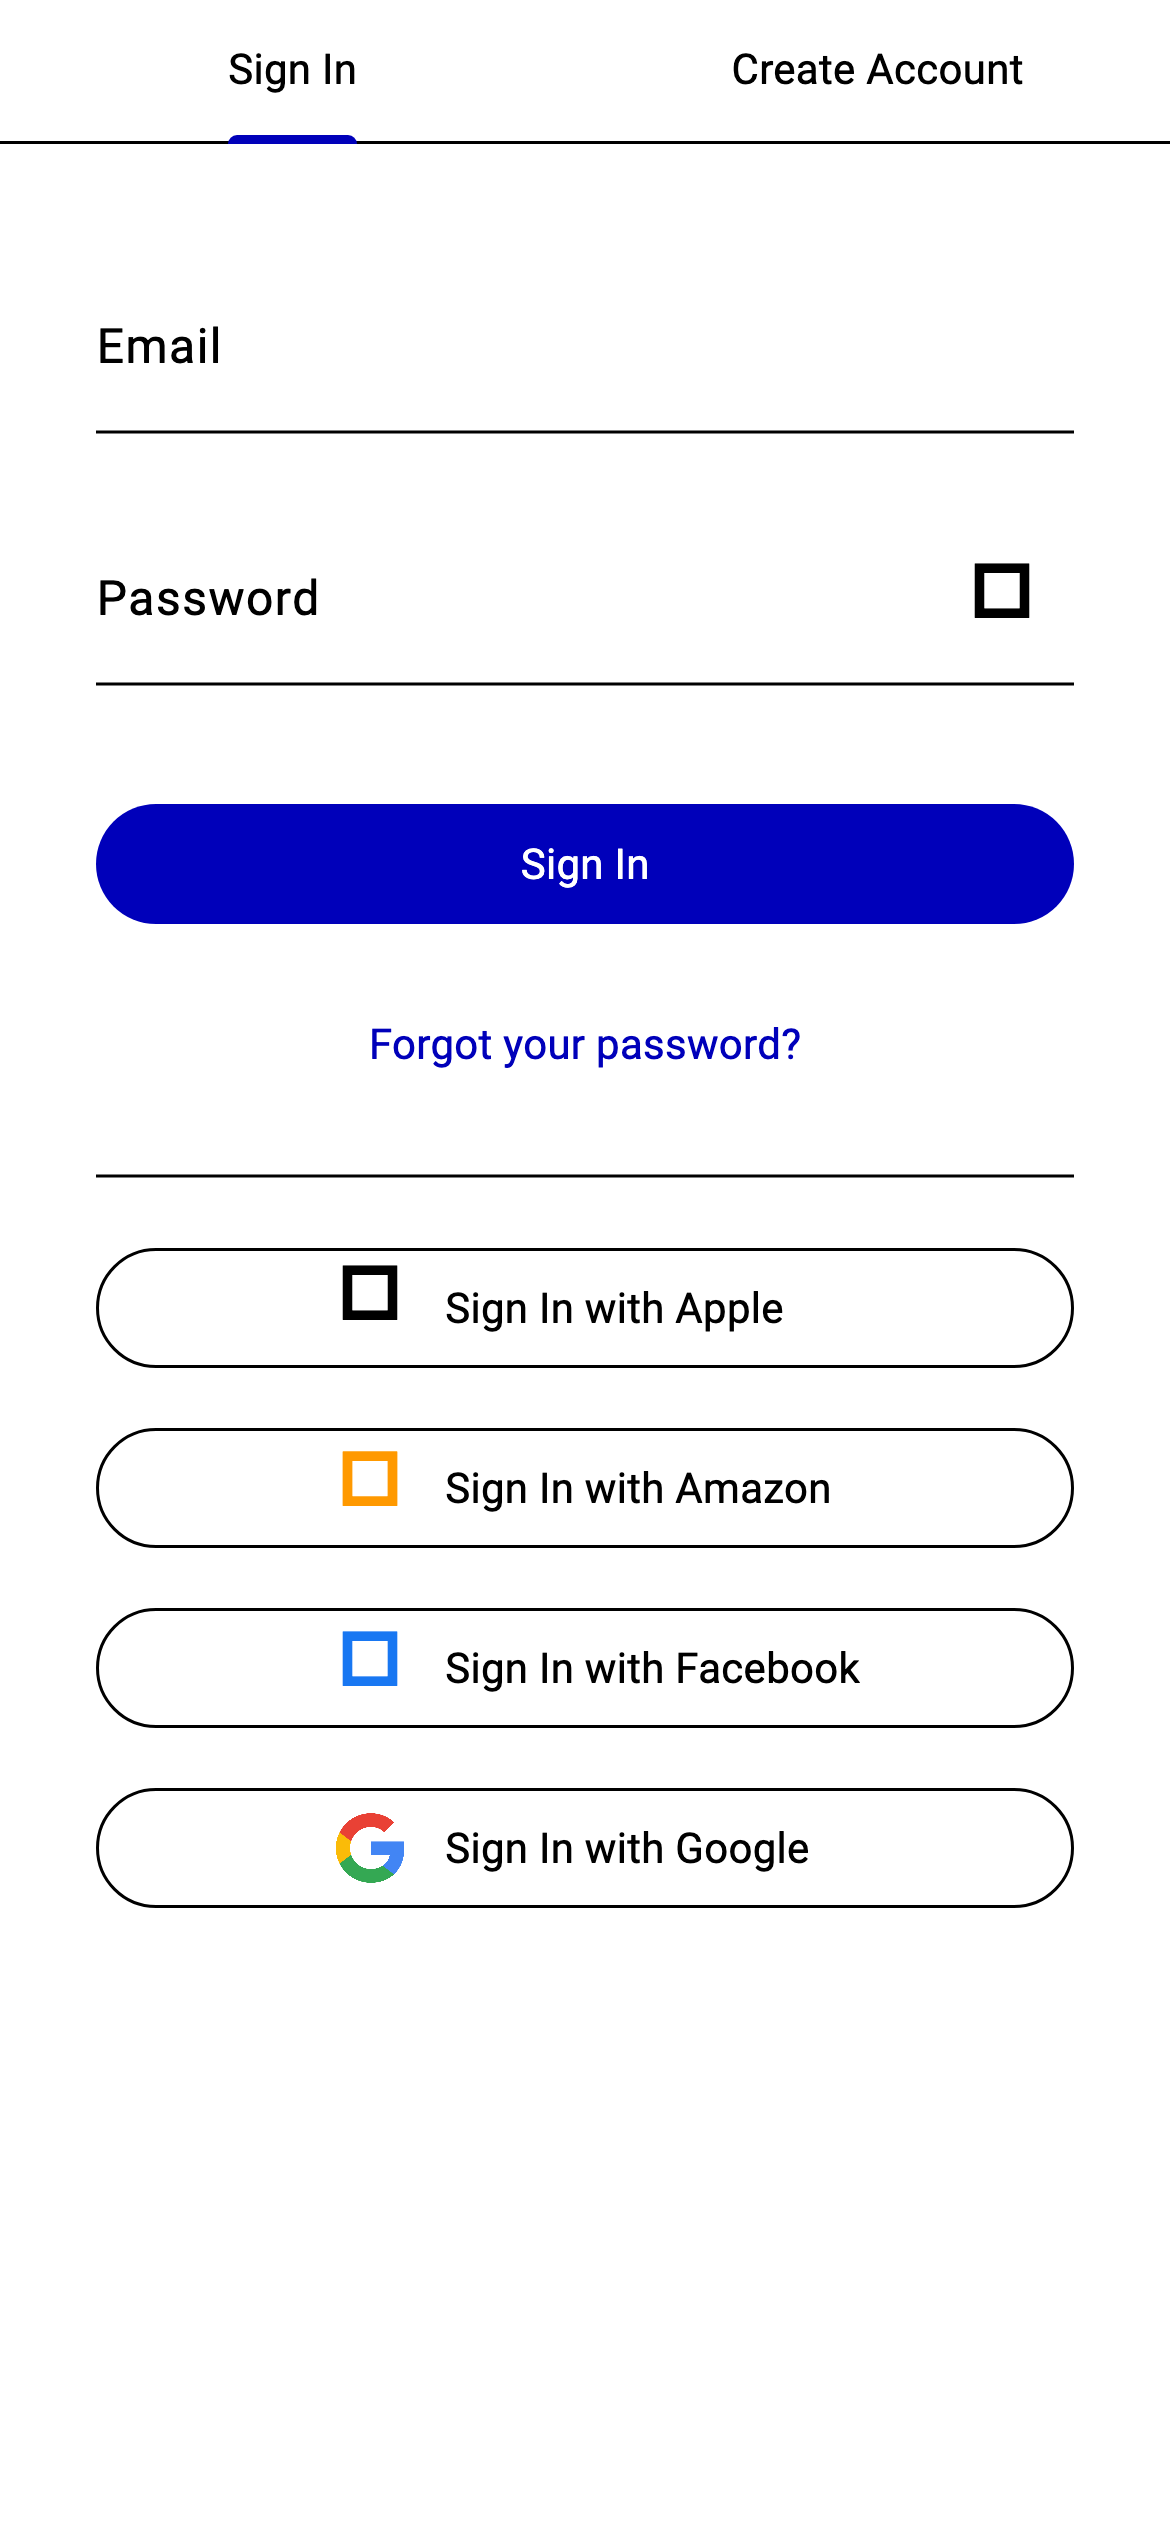 Sign In
Create Account
Email
Password
Sign In
Forgot your password?
Sign In with Apple
Sign In with Amazon
Sign In with Facebook
Sign In with Google